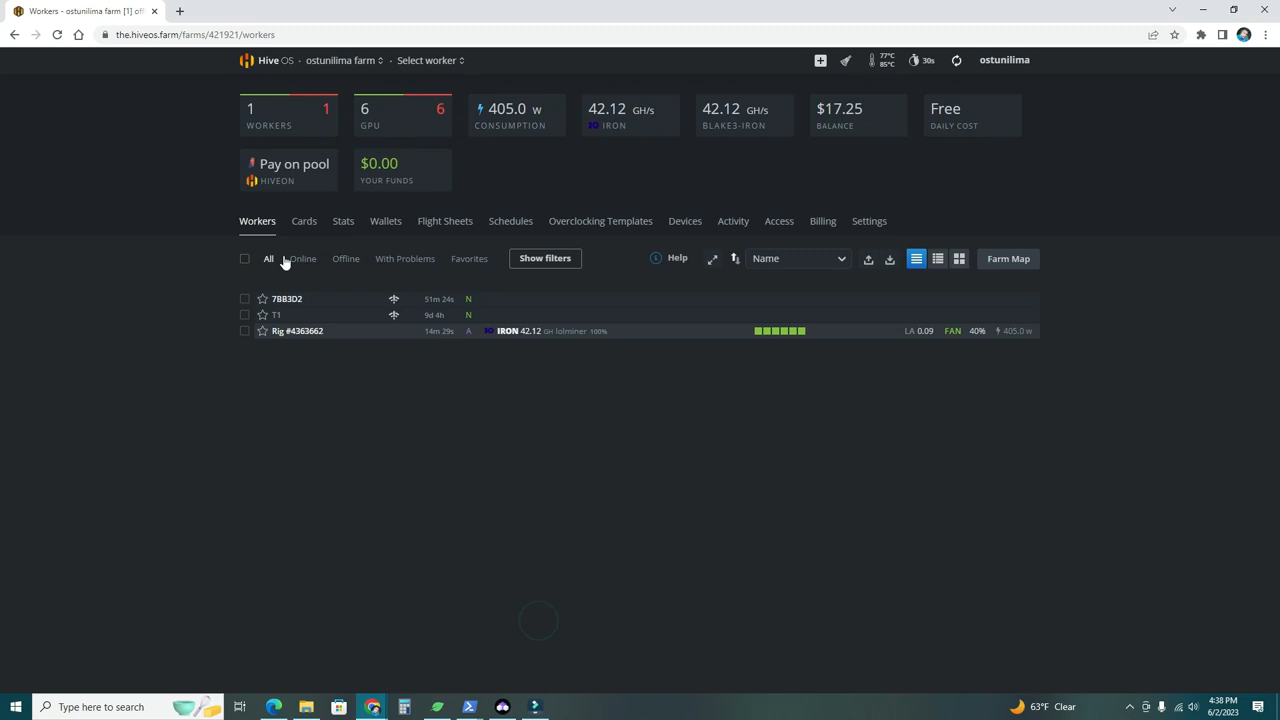 Workers - ostunilima farm [1] off
the.hiveos.farm/farms/421921/workers
Hive OS ostunilima farm Select worker 77°C 85°C 30s ostunilima
1 1 6 6 405.0 W 42.12 GH/s 42.12 GH/s $17.25 Free
WORKERS GPU CONSUMPTION IRON BLAKE3-IRON BALANCE DAILY COST
Pay on pool $0.00
HIVEON YOUR FUNDS
Workers Cards Stats Wallets Flight Sheets Schedules Overclocking Templates Devices Activity Access Billing Settings
All Online Offline With Problems Favorites Show filters Help Name Farm Map
7BB3D2 51m 24s N
T1 9d 4h N
Rig #4363662 14m 29s A IRON 42.12 GH lolminer 100% LA 0.09 FAN 40% 405.0 w
Type here to search 63°F Clear 4:38 PM
6/2/2023